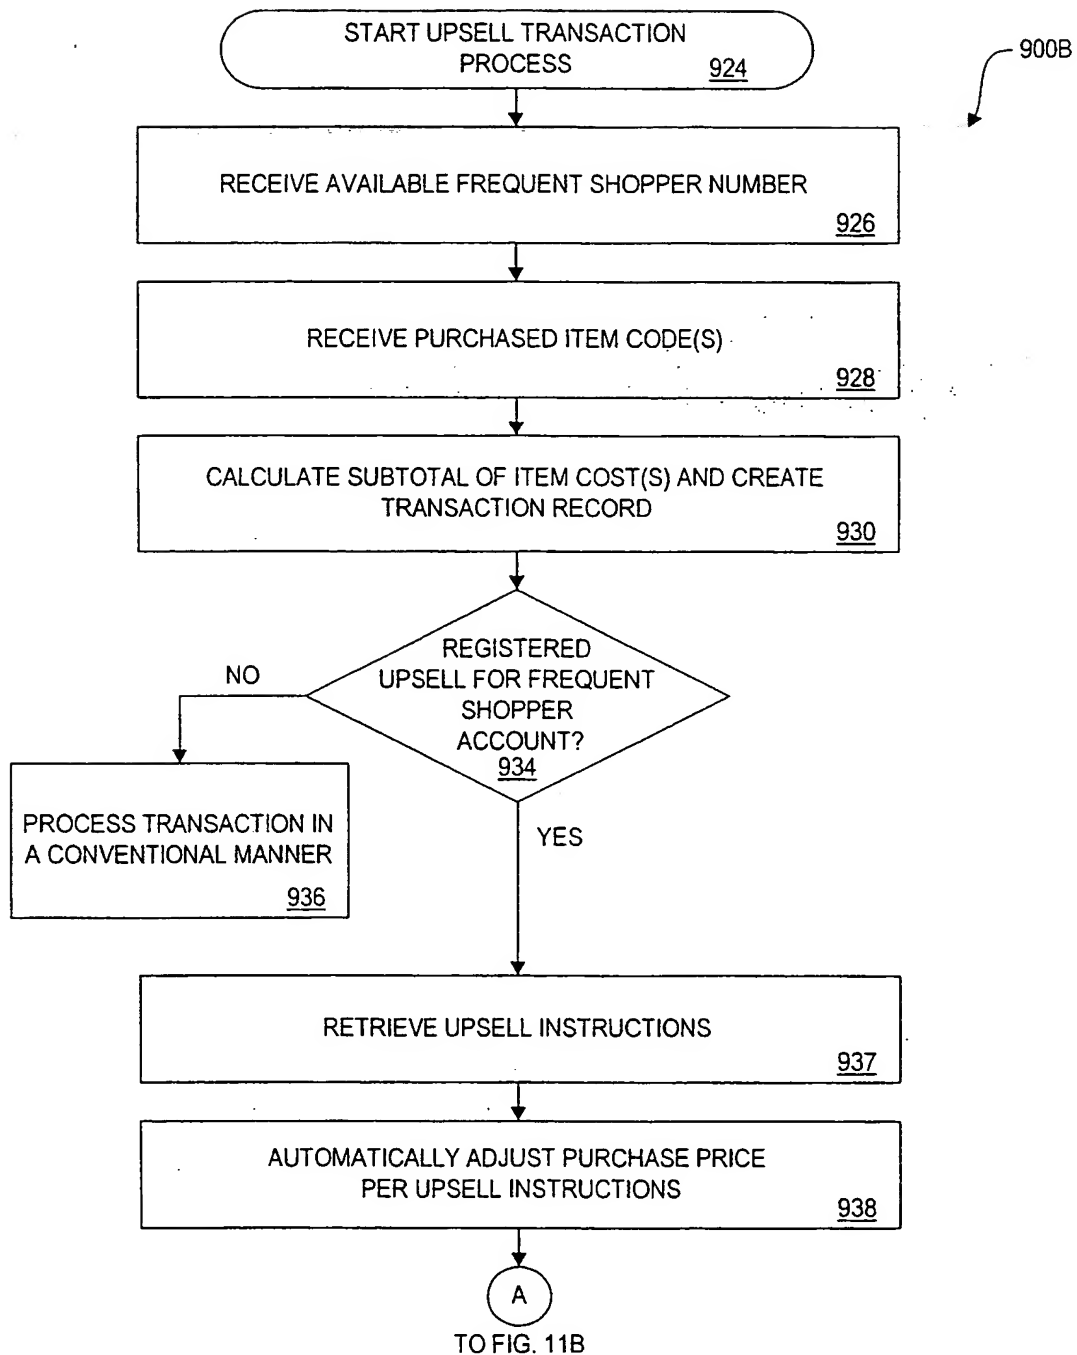 START UPSELL TRANSACTION
PROCESS
924
900B
RECEIVE AVAILABLE FREQUENT SHOPPER NUMBER
926
RECEIVE PURCHASED ITEM CODE(S)
928
CALCULATE SUBTOTAL OF ITEM COST(S) AND CREATE
TRANSACTION RECORD
930
REGISTERED
UPSELL FOR FREQUENT
SHOPPER
ACCOUNT?
934
NO
PROCESS TRANSACTION IN
A CONVENTIONAL MANNER
936
YES
RETRIEVE UPSELL INSTRUCTIONS
937
AUTOMATICALLY ADJUST PURCHASE PRICE
PER UPSELL INSTRUCTIONS
938
A
TO FIG. 11B